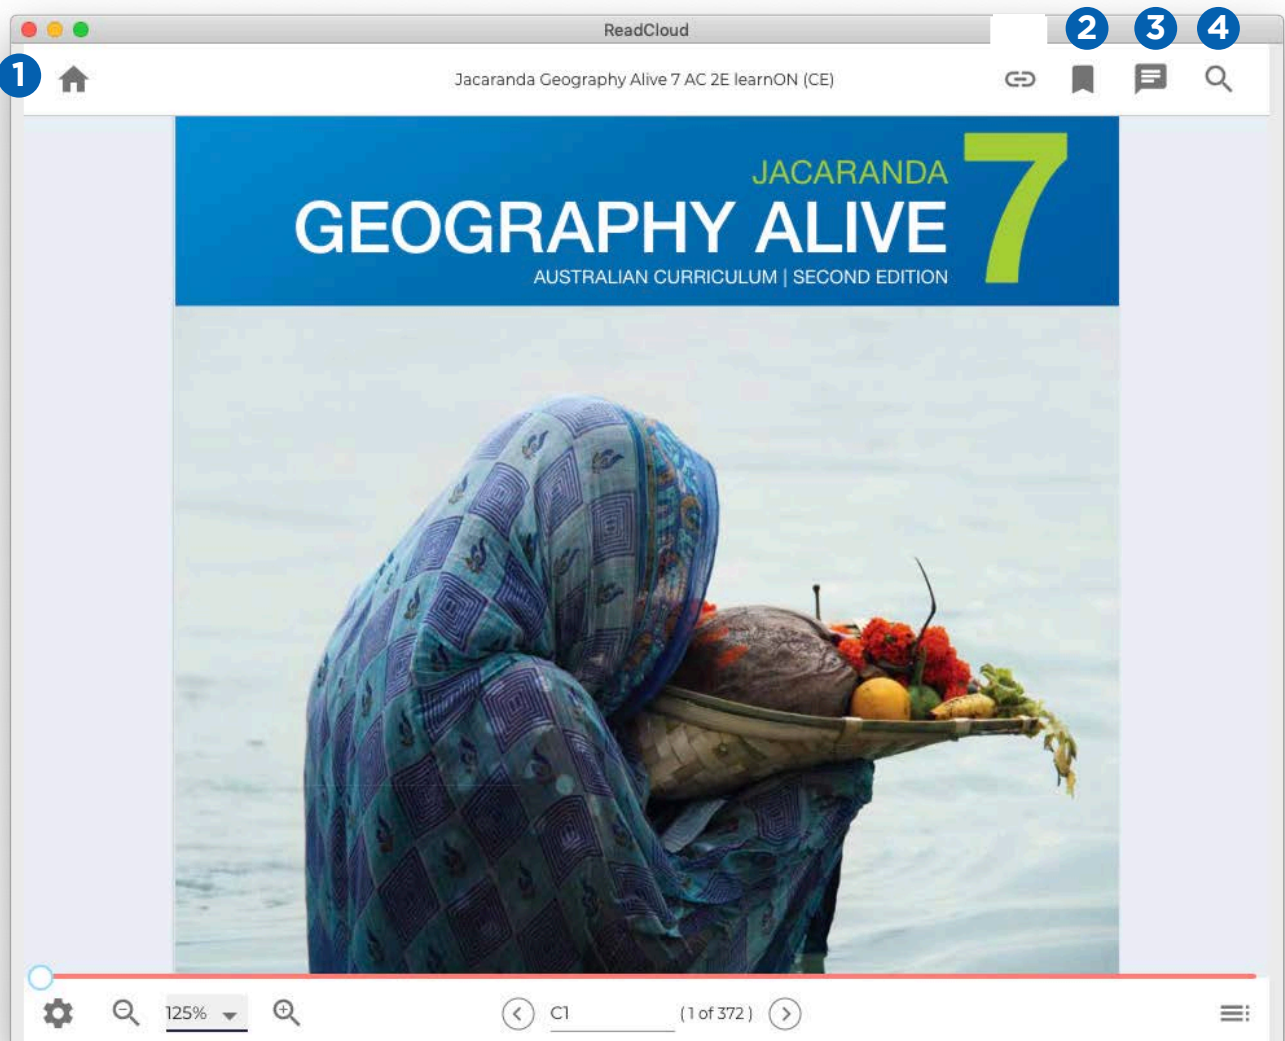 ReadCloud
2
3
4
1
Jacaranda Geography Alive 7 AC 2E learnON (CE)
JACARANDA
7
GEOGRAPHY ALIVE
AUSTRALIAN CURRICULUM | SECOND EDITION
125%
C1
( 1 of 372 )